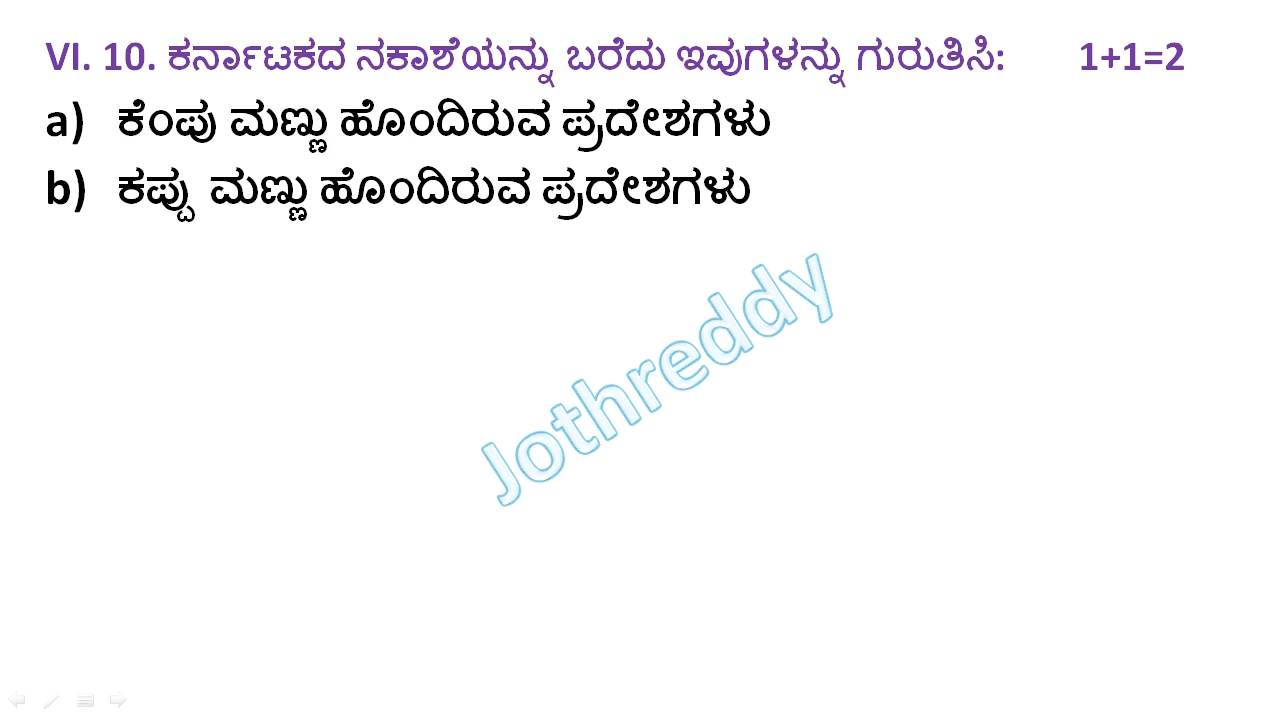 VI. 10. ಕರ್ನಾಟಕದ ನಕಾಶೆಯನ್ನು ಬರೆದು ಇವುಗಳನ್ನು ಗುರುತಿಸಿ: 1+1=2
a) ಕೆಂಪು ಮಣ್ಣು ಹೊಂದಿರುವ ಪ್ರದೇಶಗಳು
b) ಕಪ್ಪು ಮಣ್ಣು ಹೊಂದಿರುವ ಪ್ರದೇಶಗಳು
Jothreddy